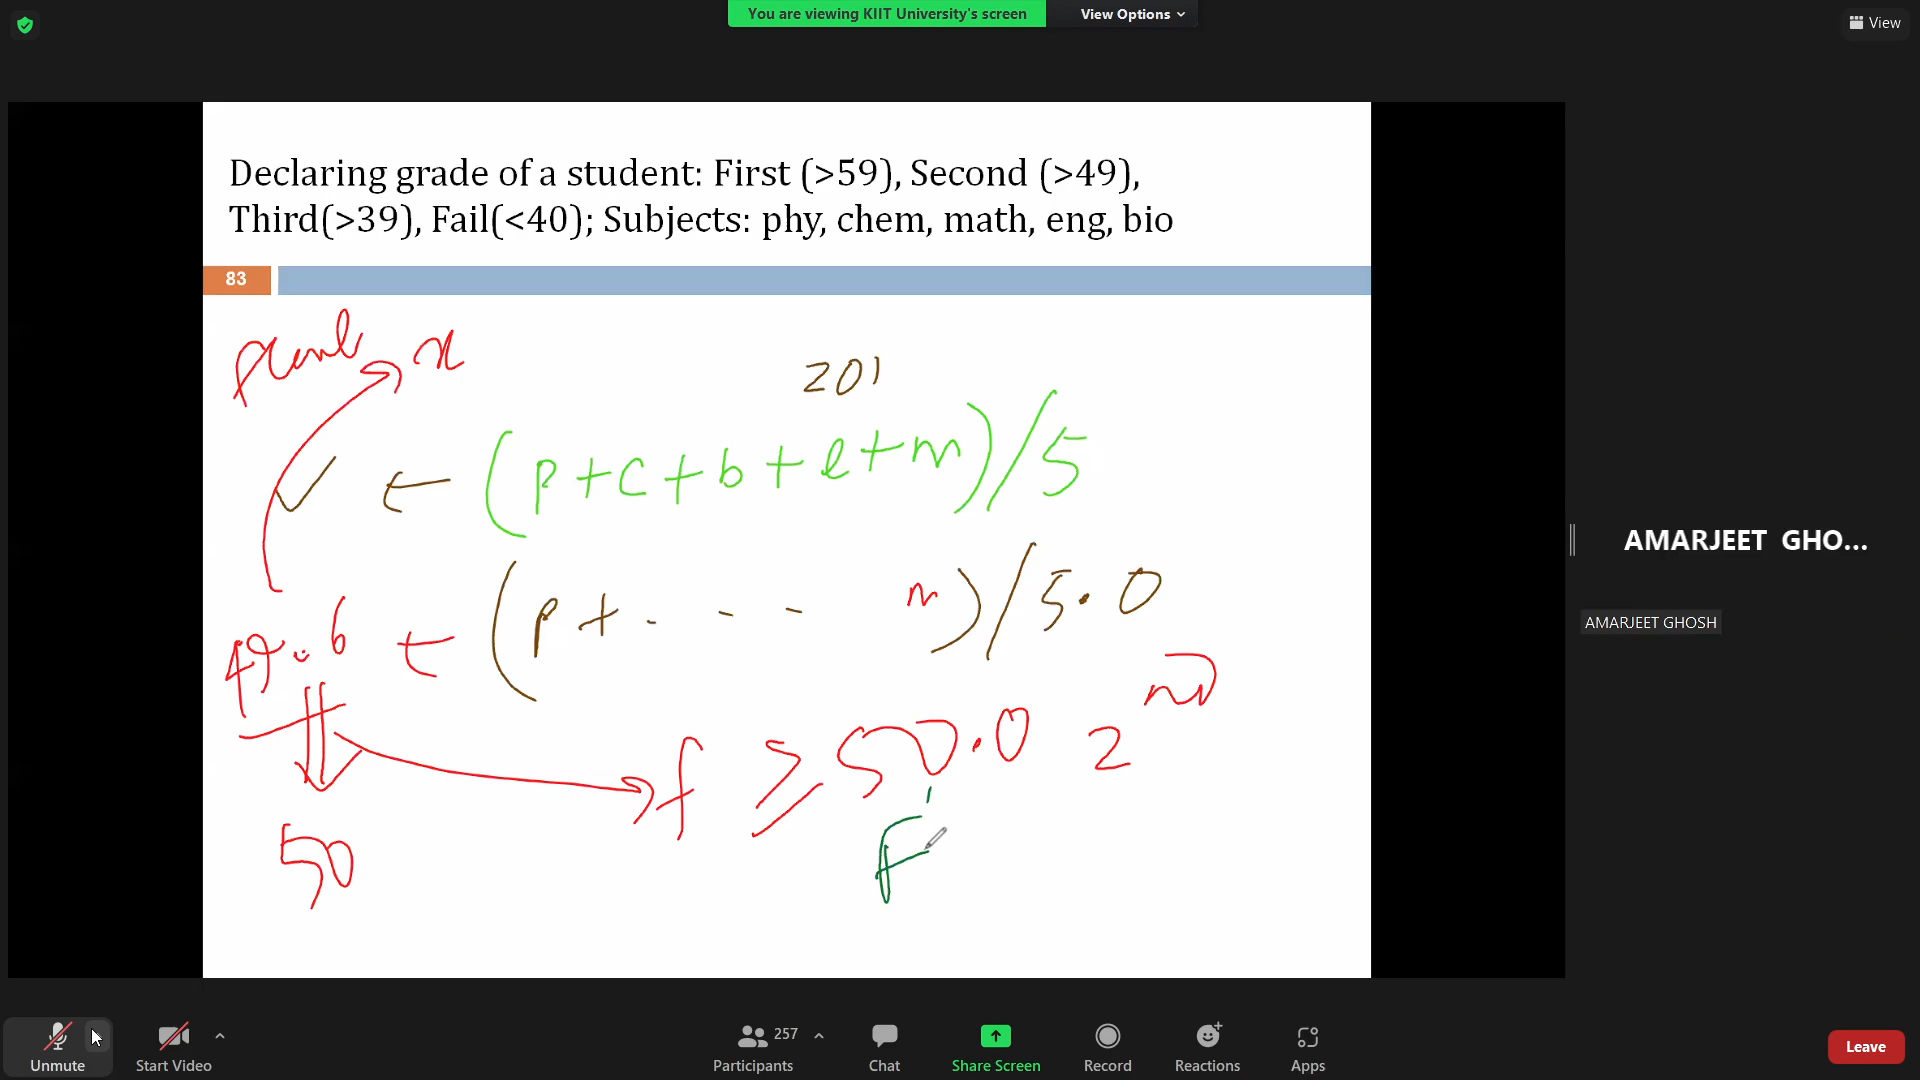 You are viewing KIIT University's screen
View Options
View
Declaring grade of a student: First (>59), Second (>49),
Third(>39), Fail(<40); Subjects: phy, chem, math, eng, bio
83
x
201
← (p+c+b+e+m)/5
49.6 ← (p+. - - m)/5.0
f ≥ 50.0 2nd
50
F
AMARJEET GHO...
AMARJEET GHOSH
Unmute
Start Video
257
Participants
Chat
Share Screen
Record
Reactions
Apps
Leave